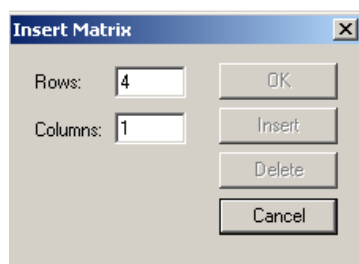 Insert Matrix
Rows: 4 OK
Columns: 1 Insert
Delete
Cancel